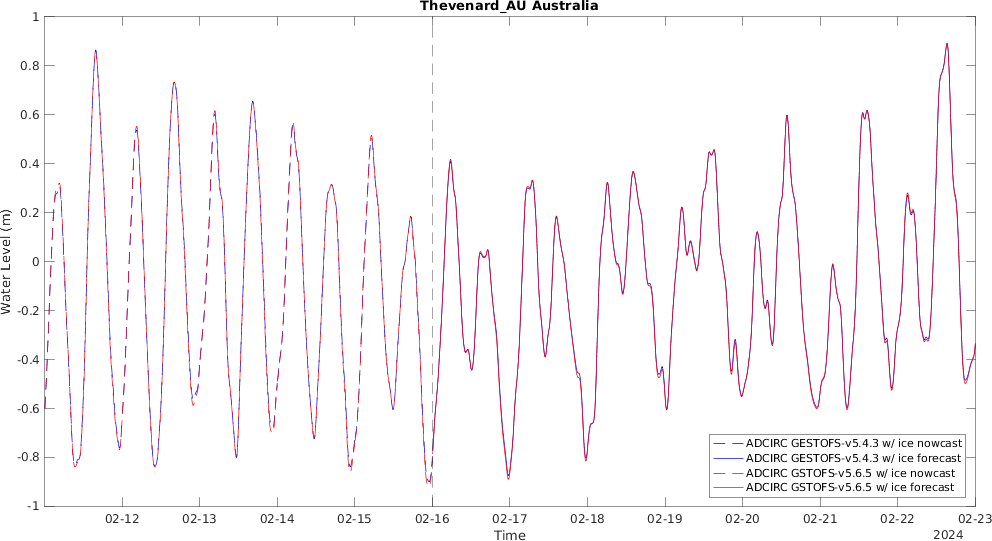 Thevenard_AU Australia
1
0.8
0.6
0.4
0.2
0
-0.2
-0.4
-0.6
-0.8
-1
Water Level (m)
ADCIRC GESTOFS-v5.4.3 w/ ice nowcast
ADCIRC GESTOFS-v5.4.3 w/ ice forecast
ADCIRC GSTOFS-v5.6.5 w/ ice nowcast
ADCIRC GSTOFS-v5.6.5 w/ ice forecast
02-12 02-13 02-14 02-15 02-16 02-17 02-18 02-19 02-20 02-21 02-22 02-23
Time
2024